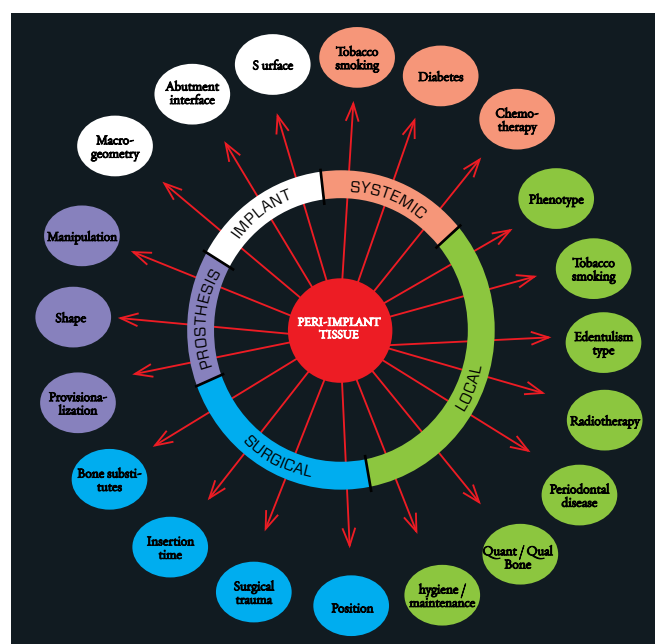 PERI-IMPLANT
TISSUE
SYSTEMIC
Tobacco
smoking
Diabetes
Chemo-
therapy
LOCAL
Phenotype
Tobacco
smoking
Edentulism
type
Radiotherapy
Periodontal
disease
Quant / Qual
Bone
hygiene /
maintenance
SURGICAL
Position
Surgical
trauma
Insertion
time
Bone substi-
tutes
PROSTHESIS
Provisiona-
lization
Shape
Manipulation
IMPLANT
Macro-
geometry
Abutment
interface
S urface